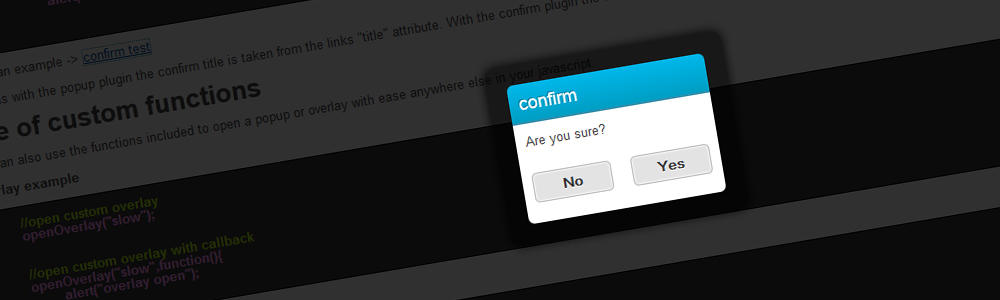 an example -> confirm test
s with the popup plugin the confirm title is taken from the links "title" attribute. With the confirm plugin the
e of custom functions
an also use the functions included to open a popup or overlay with ease anywhere else in your javascript
lay example
//open custom overlay
openOverlay("slow");
//open custom overlay with callback
openOverlay("slow",function(){
alert("overlay open");
confirm
Are you sure?
No Yes